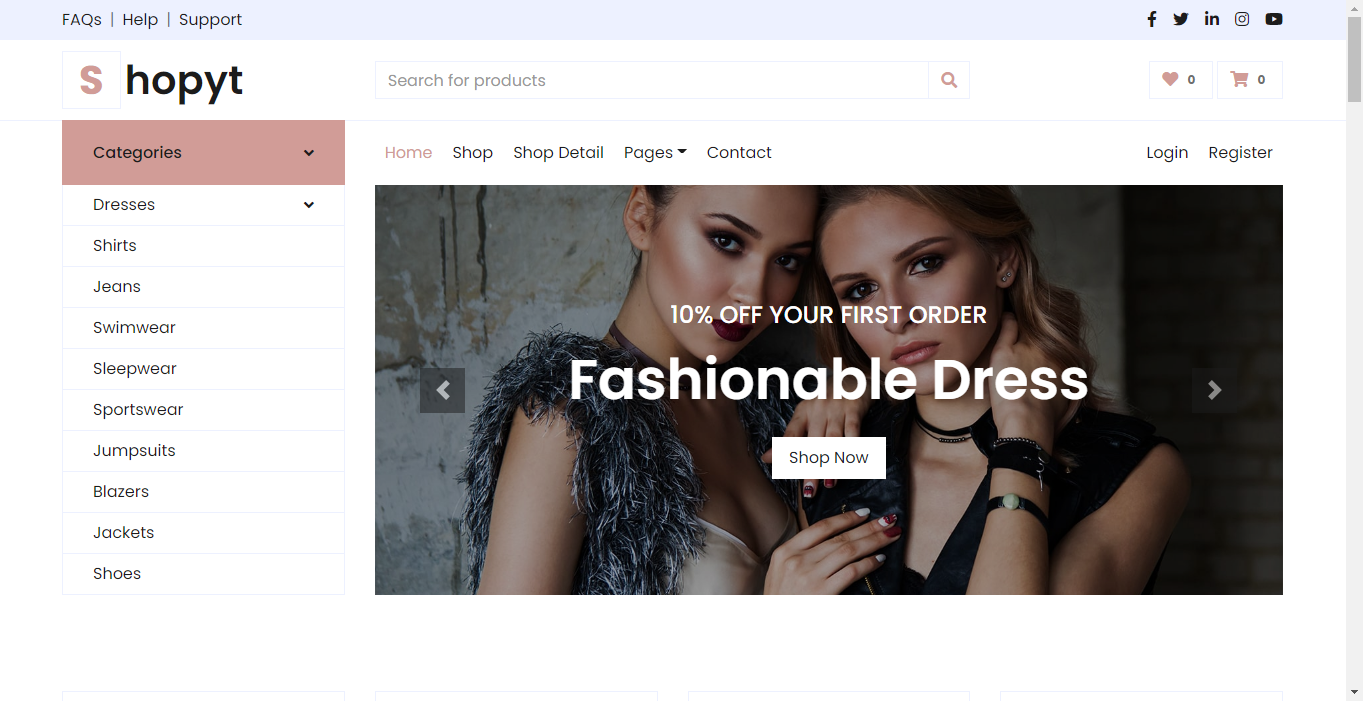 FAQs | Help | Support
Shopyt
Search for products
0
0
Categories
Home Shop Shop Detail Pages Contact
Login Register
Dresses
Shirts
Jeans
Swimwear
Sleepwear
Sportswear
Jumpsuits
Blazers
Jackets
Shoes
10% OFF YOUR FIRST ORDER
Fashionable Dress
Shop Now